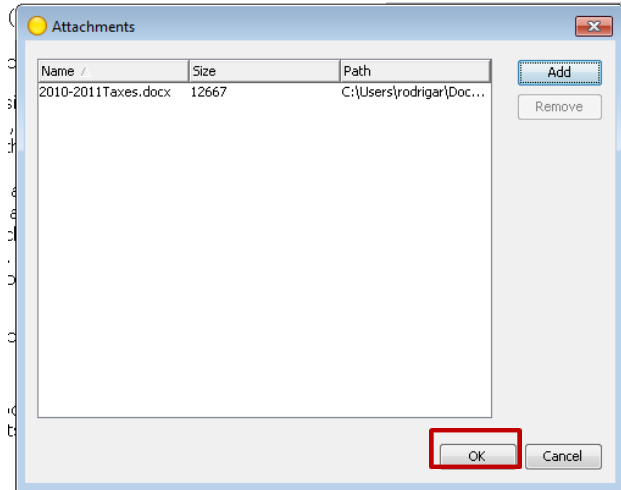 Attachments
Name Size Path
Add
2010-2011Taxes.docx 12667 C:\Users\rodrigar\Doc...
Remove
OK Cancel